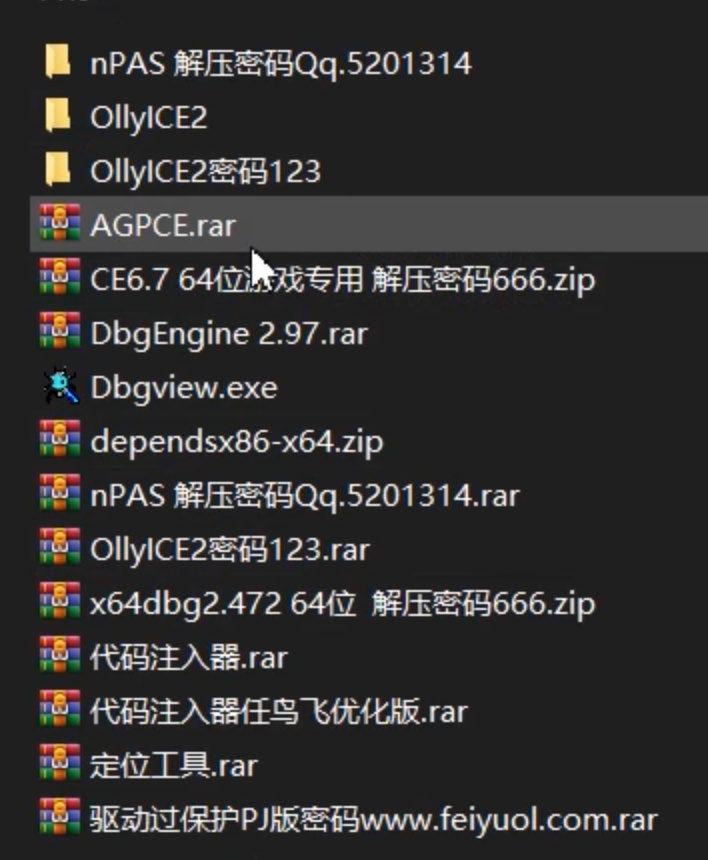 nPAS 解压密码Qq.5201314
OllyICE2
OllyICE2密码123
AGPCE.rar
CE6.7 64位游戏专用 解压密码666.zip
DbgEngine 2.97.rar
Dbgview.exe
dependsx86-x64.zip
nPAS 解压密码Qq.5201314.rar
OllyICE2密码123.rar
x64dbg2.472 64位  解压密码666.zip
代码注入器.rar
代码注入器任鸟飞优化版.rar
定位工具.rar
驱动过保护PJ版密码www.feiyuol.com.rar